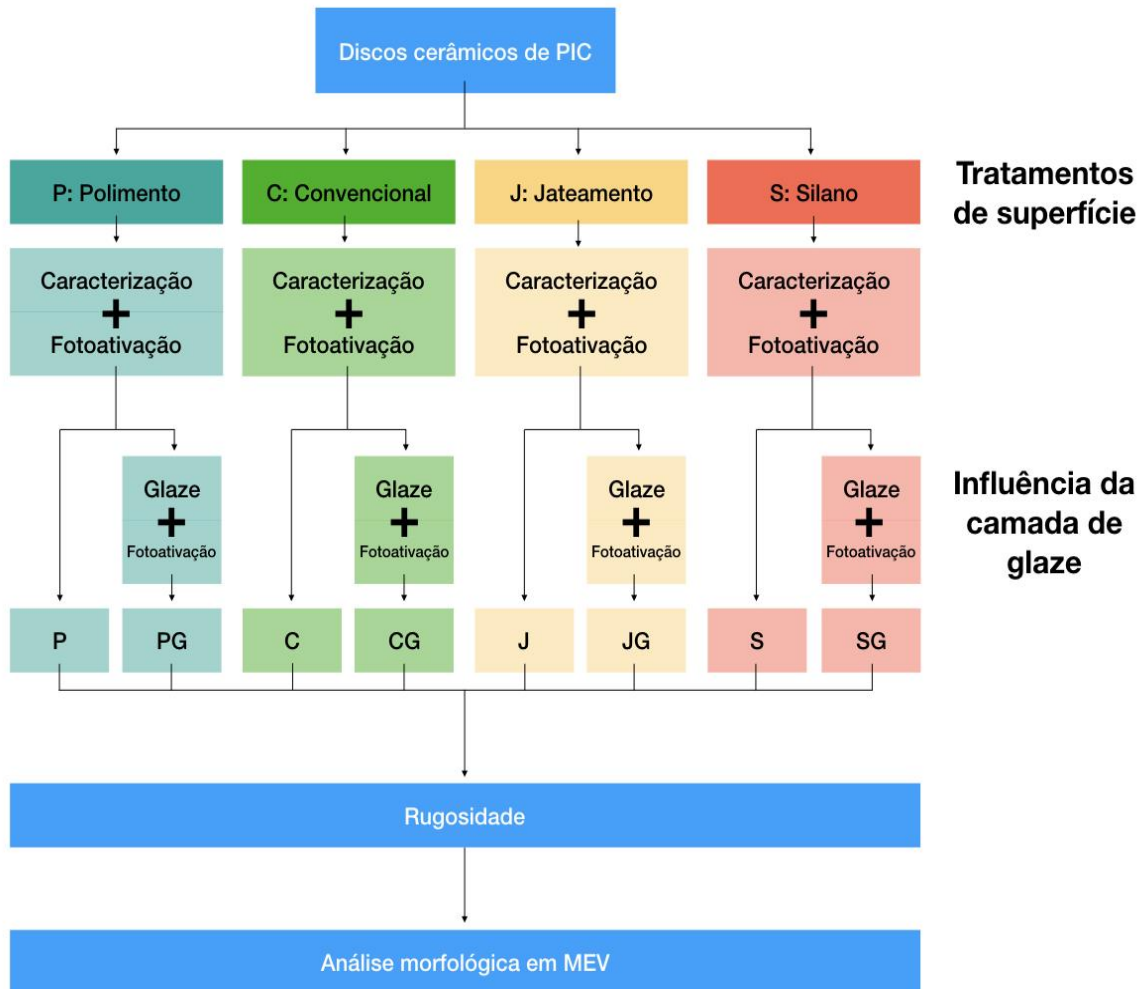 Discos cerâmicos de PIC
P: Polimento
C: Convencional
J: Jateamento
S: Silano
Tratamentos
de superfície
Caracterização
+
Fotoativação
Caracterização
+
Fotoativação
Caracterização
+
Fotoativação
Caracterização
+
Fotoativação
Glaze
+
Fotoativação
Glaze
+
Fotoativação
Glaze
+
Fotoativação
Glaze
+
Fotoativação
Influência da
camada de
glaze
P
PG
C
CG
J
JG
S
SG
Rugosidade
Análise morfológica em MEV